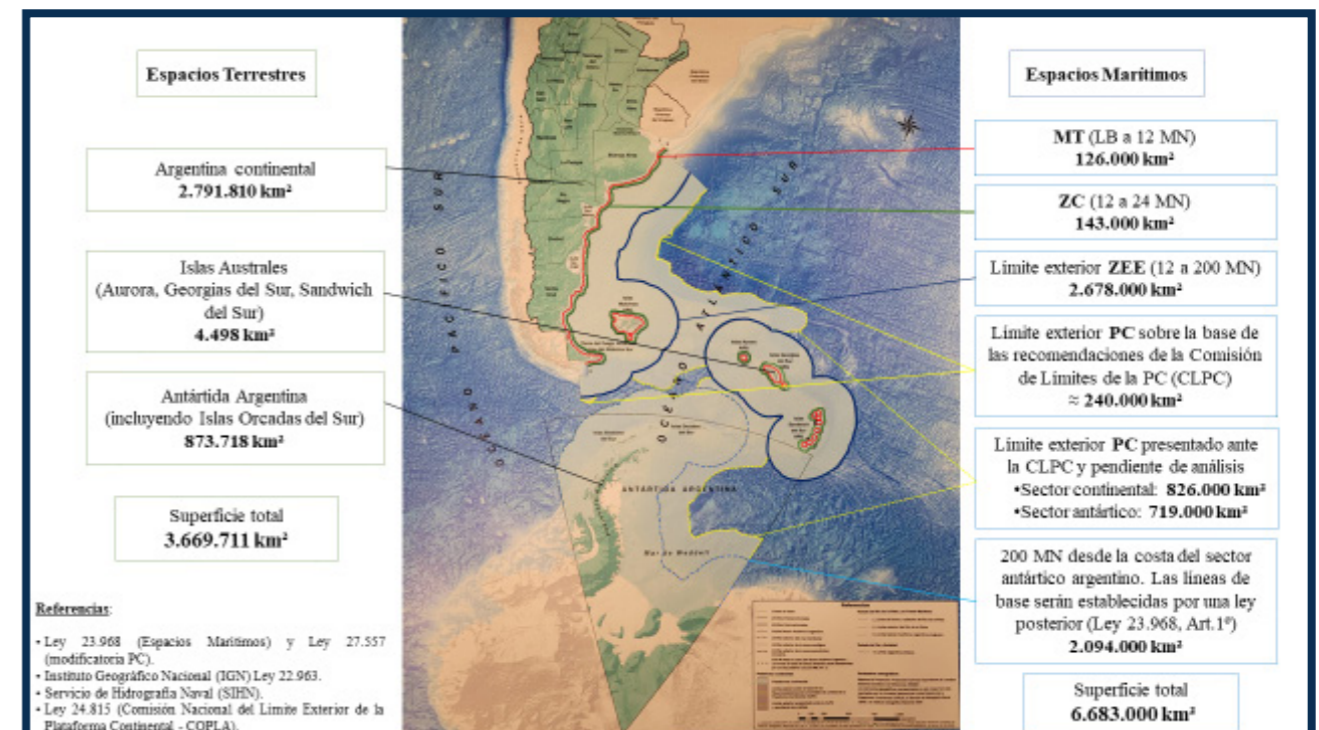 Espacios Terrestres
Argentina continental
2.791.810 km²
Islas Australes
(Aurora, Georgias del Sur, Sandwich
del Sur)
4.498 km²
Antártida Argentina
(incluyendo Islas Orcadas del Sur)
873.718 km²
Superficie total
3.669.711 km²
Referencias:
• Ley 23.968 (Espacios Marítimos) y Ley 27.557
(modificatoria PC).
• Instituto Geográfico Nacional (IGN) Ley 22.963.
• Servicio de Hidrografía Naval (SIHN).
• Ley 24.815 (Comisión Nacional del Límite Exterior de la
Plataforma Continental - COPLA).
OCÉANO PACÍFICO SUR
OCÉANO ATLÁNTICO SUR
Buenos Aires
La Pampa
ANTÁRTIDA ARGENTINA
Mar de Weddell
Referencias
Espacios Marítimos
MT (LB a 12 MN)
126.000 km²
ZC (12 a 24 MN)
143.000 km²
Límite exterior ZEE (12 a 200 MN)
2.678.000 km²
Límite exterior PC sobre la base de
las recomendaciones de la Comisión
de Límites de la PC (CLPC)
≈ 240.000 km²
Límite exterior PC presentado ante
la CLPC y pendiente de análisis
•Sector continental: 826.000 km²
•Sector antártico: 719.000 km²
200 MN desde la costa del sector
antártico argentino. Las líneas de
base serán establecidas por una ley
posterior (Ley 23.968, Art.1º)
2.094.000 km²
Superficie total
6.683.000 km²